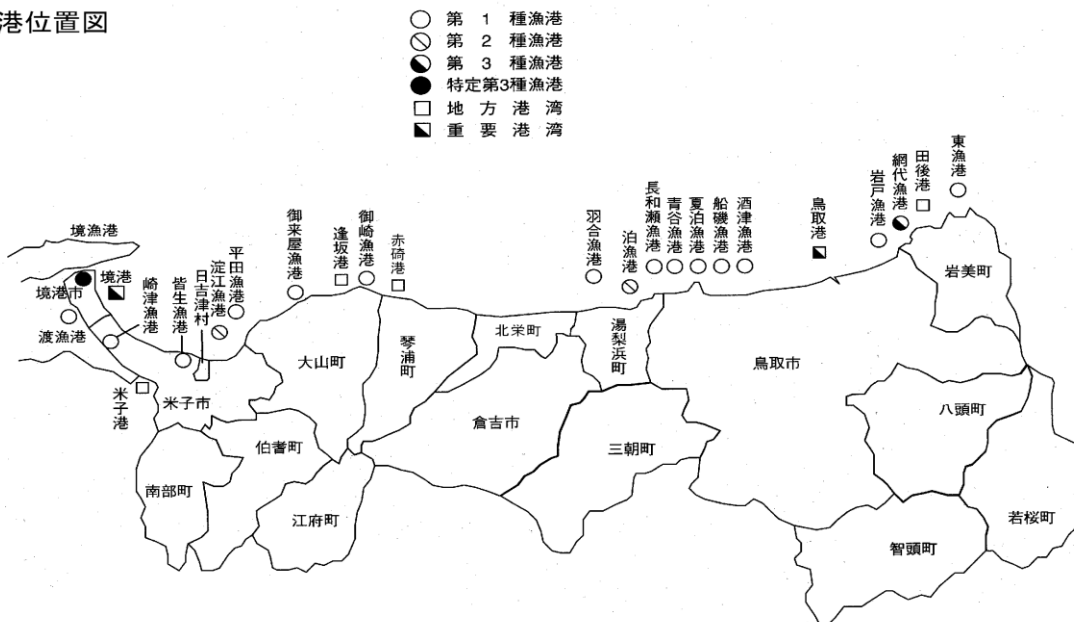 港位置図
第1種漁港
第2種漁港
第3種漁港
特定第3種漁港
地方港湾
重要港湾
境漁港
境港市
境港
渡漁港
崎津漁港
皆生漁港
日吉津村
淀江漁港
平田漁港
御来屋漁港
逢坂港
御崎漁港
赤碕港
羽合漁港
泊漁港
長和瀬漁港
青谷漁港
夏泊漁港
船磯漁港
酒津漁港
鳥取港
岩戸漁港
網代漁港
田後港
東漁港
米子港
米子市
大山町
琴浦町
北栄町
湯梨浜町
鳥取市
岩美町
八頭町
倉吉市
三朝町
伯耆町
南部町
江府町
若桜町
智頭町